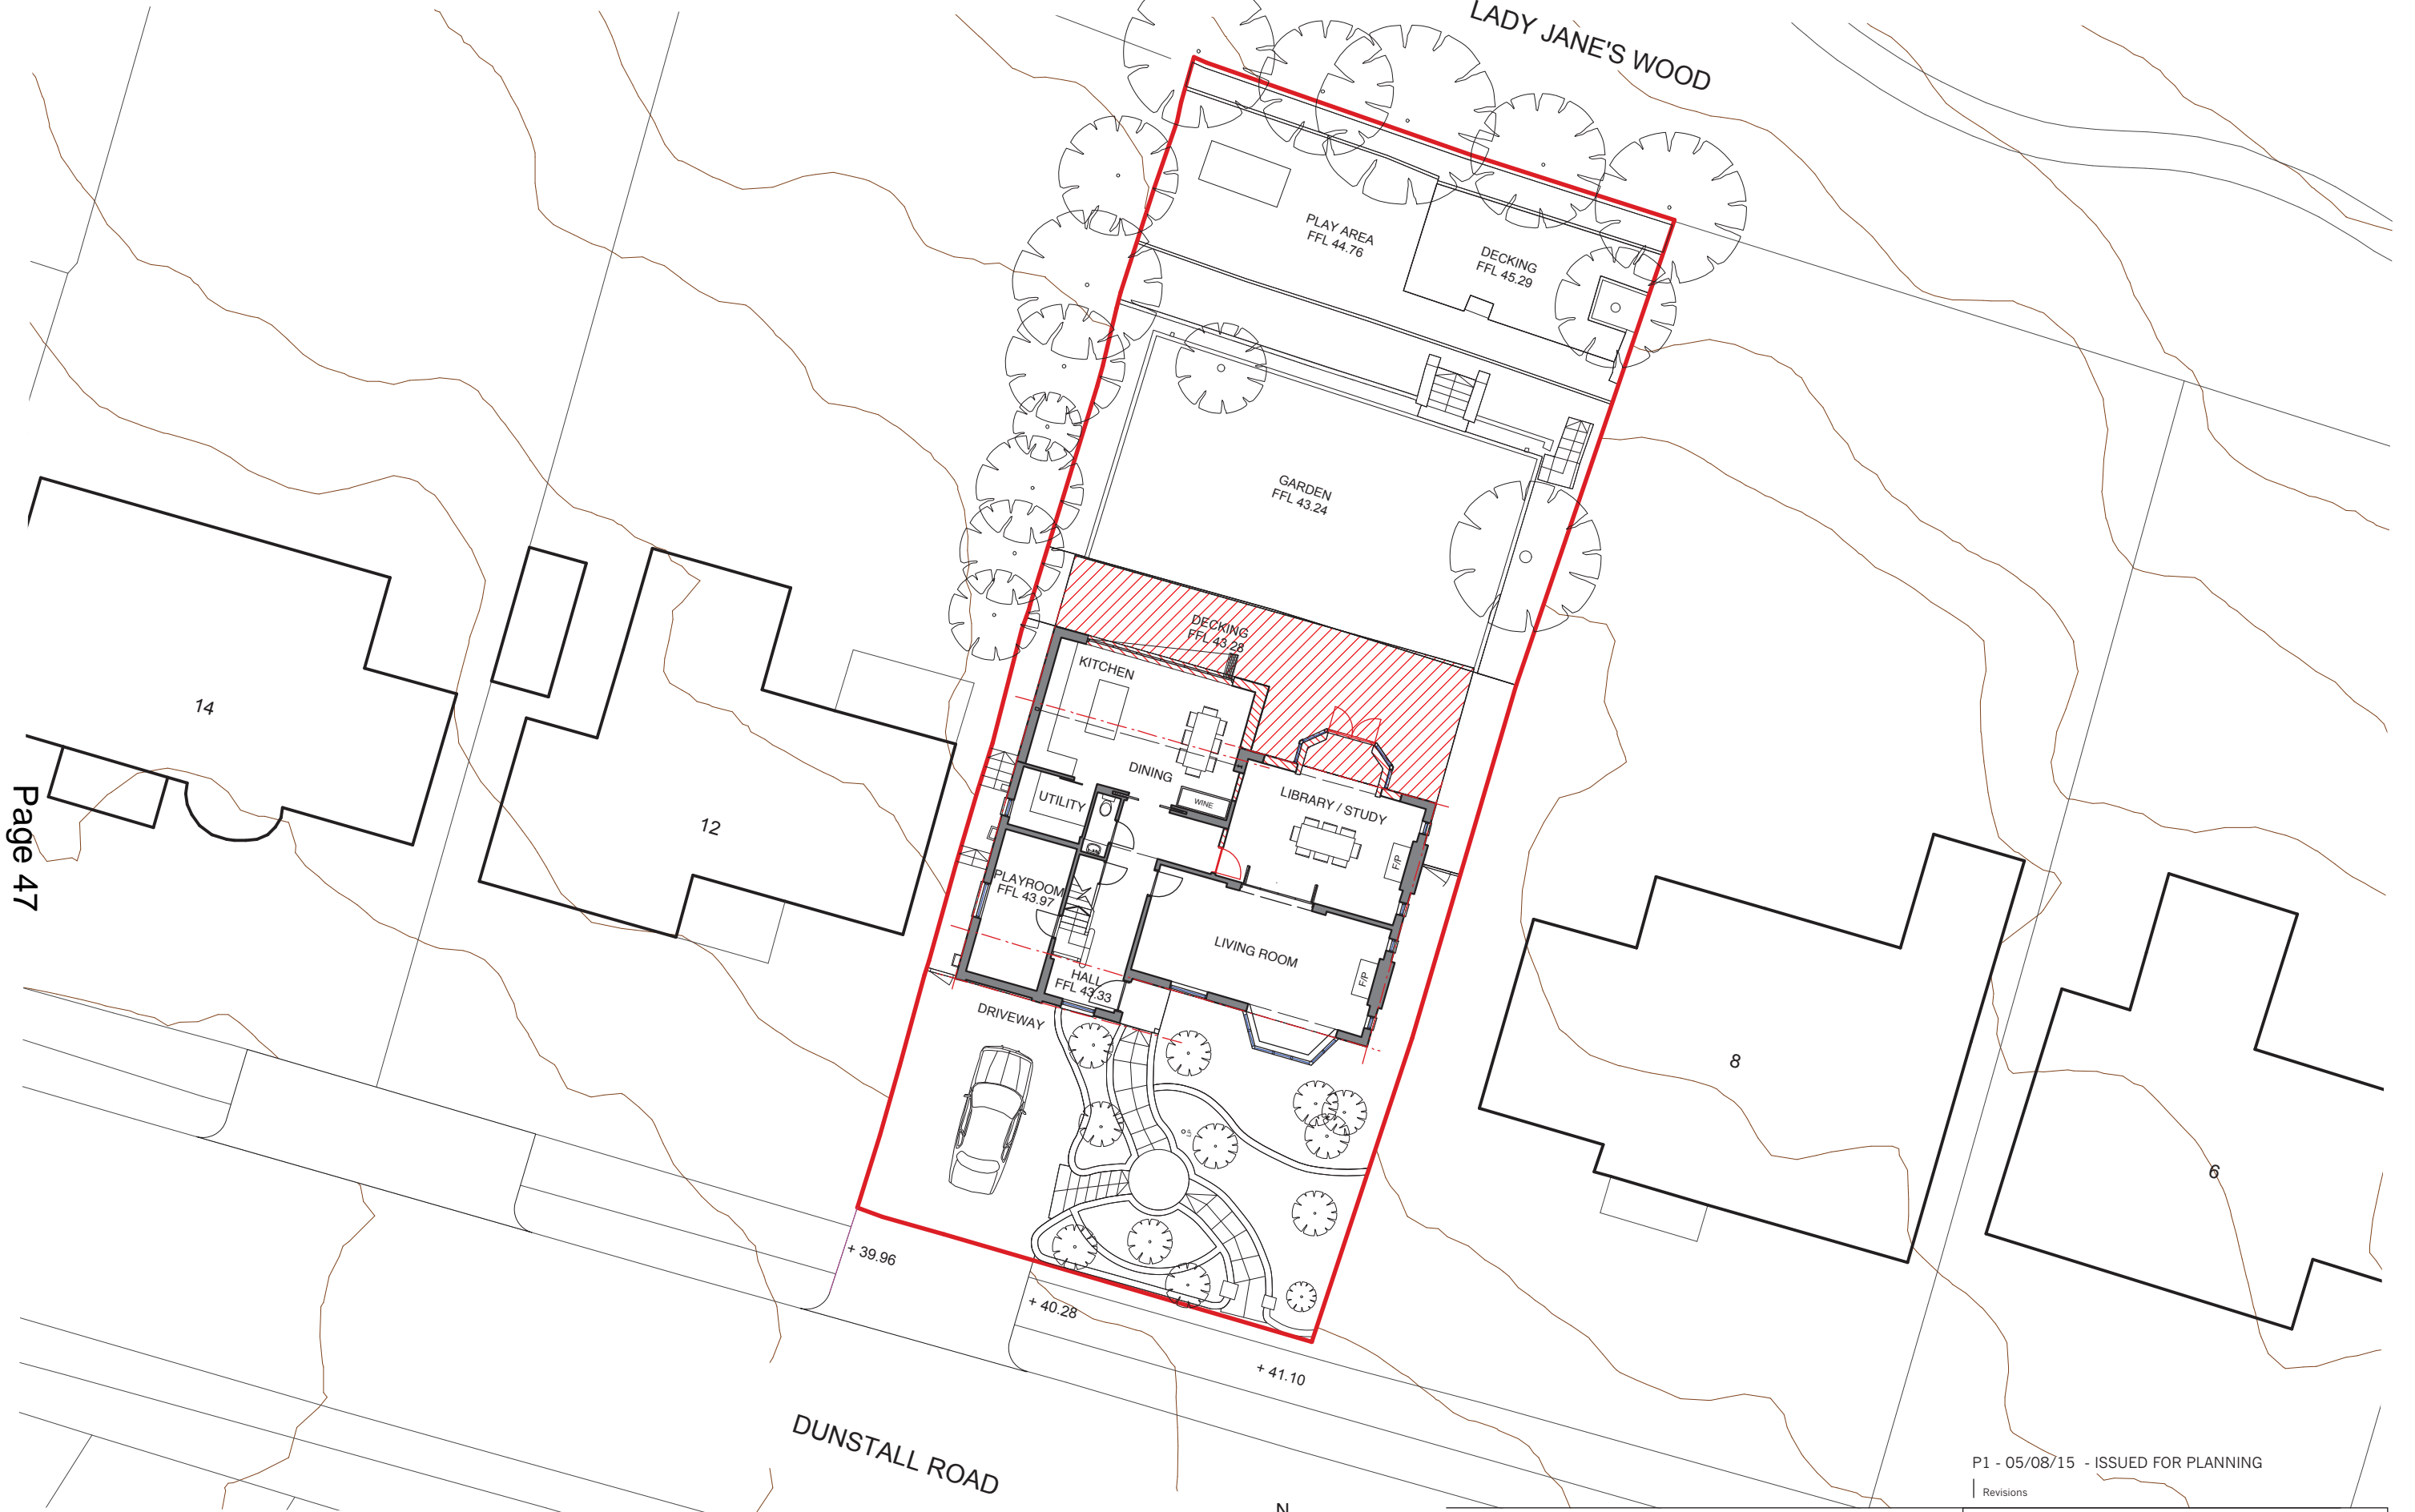 LADY JANE'S WOOD
PLAY AREA
FFL 44.76
DECKING
FFL 45.29
GARDEN
FFL 43.24
DECKING
FFL 43.28
KITCHEN
DINING
UTILITY
WINE
LIBRARY / STUDY
F/P
PLAYROOM
FFL 43.97
LIVING ROOM
F/P
HALL
FFL 43.33
DRIVEWAY
14
12
8
6
Page 47
+ 39.96
+ 40.28
+ 41.10
DUNSTALL ROAD
N
P1 - 05/08/15 - ISSUED FOR PLANNING
Revisions